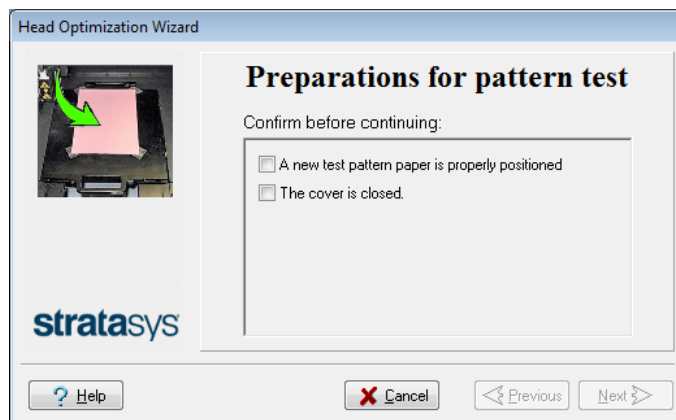 Head Optimization Wizard
Preparations for pattern test
Confirm before continuing:
A new test pattern paper is properly positioned
The cover is closed.
stratasys
? Help
Cancel
Previous
Next